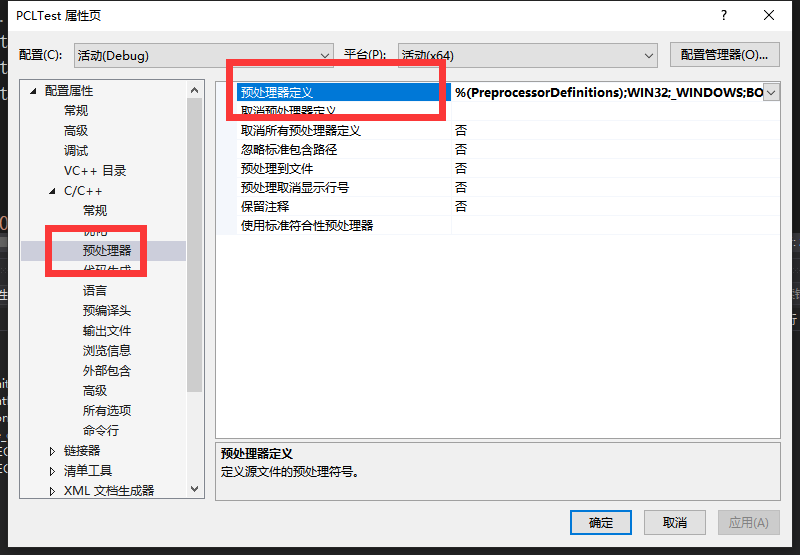 PCLTest 属性页
配置(C): 活动(Debug) 平台(P): 活动(x64) 配置管理器(O)...
配置属性
常规
高级
调试
VC++ 目录
C/C++
常规
优化
预处理器
代码生成
语言
预编译头
输出文件
浏览信息
外部包含
高级
所有选项
命令行
链接器
清单工具
XML 文档生成器
预处理器定义 %(PreprocessorDefinitions);WIN32;_WINDOWS;BO
取消预处理器定义
取消所有预处理器定义 否
忽略标准包含路径 否
预处理到文件 否
预处理取消显示行号 否
保留注释 否
使用标准符合性预处理器
预处理器定义
定义源文件的预处理符号。
确定 取消 应用(A)